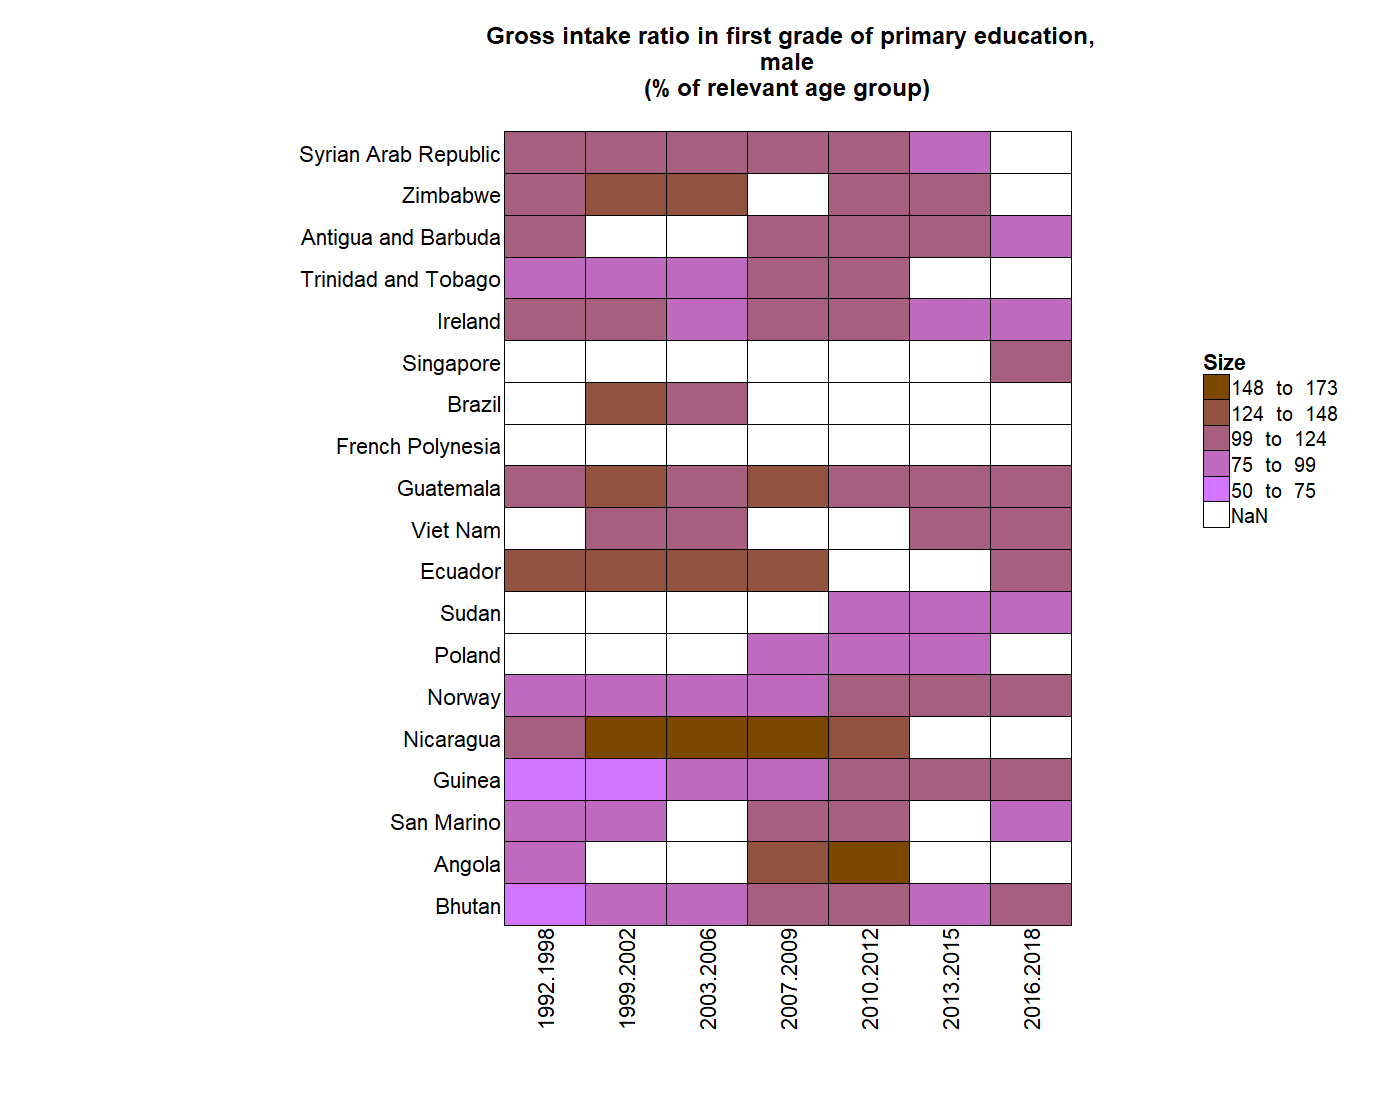 Gross intake ratio in first grade of primary education,
male
(% of relevant age group)
Syrian Arab Republic
Zimbabwe
Antigua and Barbuda
Trinidad and Tobago
Ireland
Singapore
Brazil
French Polynesia
Guatemala
Viet Nam
Ecuador
Sudan
Poland
Norway
Nicaragua
Guinea
San Marino
Angola
Bhutan
1992.1998
1999.2002
2003.2006
2007.2009
2010.2012
2013.2015
2016.2018
Size
148 to 173
124 to 148
99 to 124
75 to 99
50 to 75
NaN